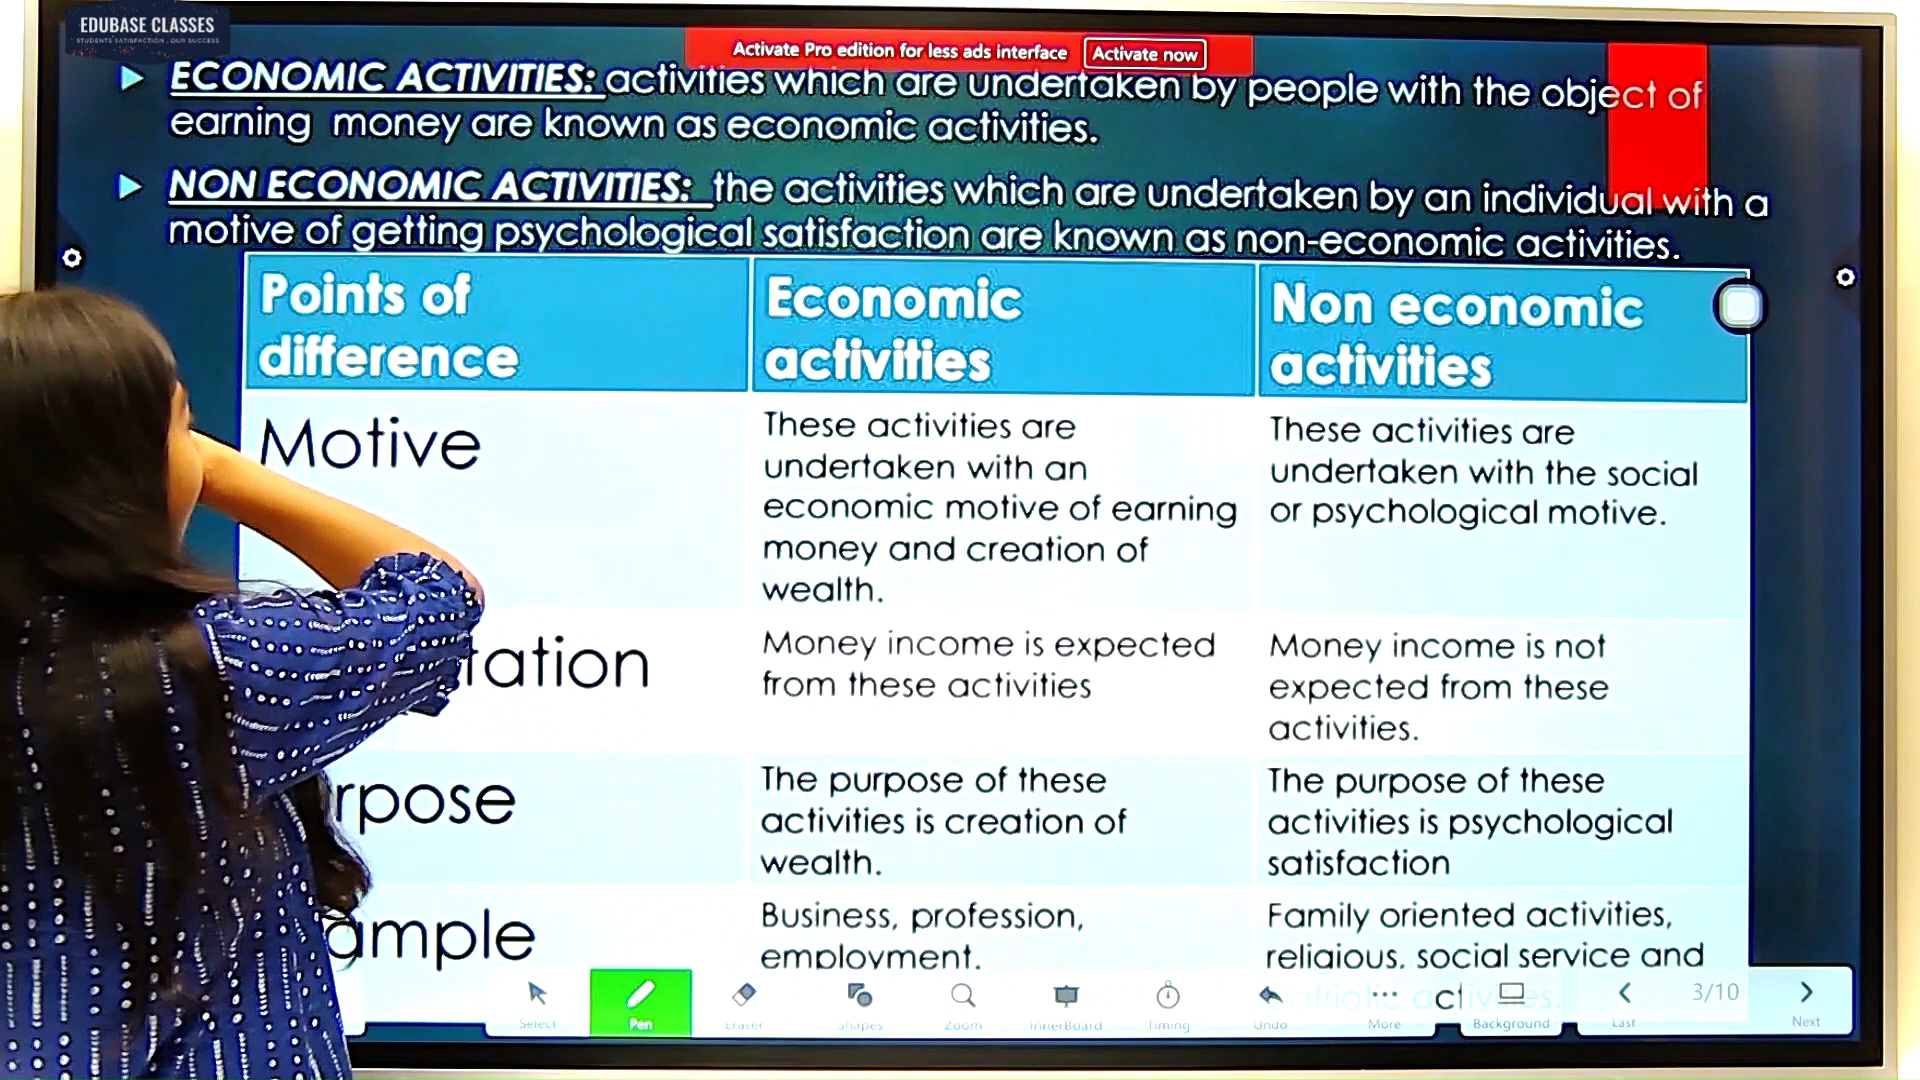 EDUBASE CLASSES
STUDENTS SATISFACTION , OUR SUCCESS
Activate Pro edition for less ads interface Activate now
ECONOMIC ACTIVITIES: activities which are undertaken by people with the object of
earning money are known as economic activities.
NON ECONOMIC ACTIVITIES: the activities which are undertaken by an individual with a
motive of getting psychological satisfaction are known as non-economic activities.
Points of
difference
Economic
activities
Non economic
activities
Motive
These activities are
undertaken with an
economic motive of earning
money and creation of
wealth.
These activities are
undertaken with the social
or psychological motive.
tation
Money income is expected
from these activities
Money income is not
expected from these
activities.
rpose
The purpose of these
activities is creation of
wealth.
The purpose of these
activities is psychological
satisfaction
ample
Business, profession,
employment.
Family oriented activities,
religious, social service and
activities.
Select Pen Eraser Shapes Zoom InnerBoard Timing Undo More Background Last 3/10 Next